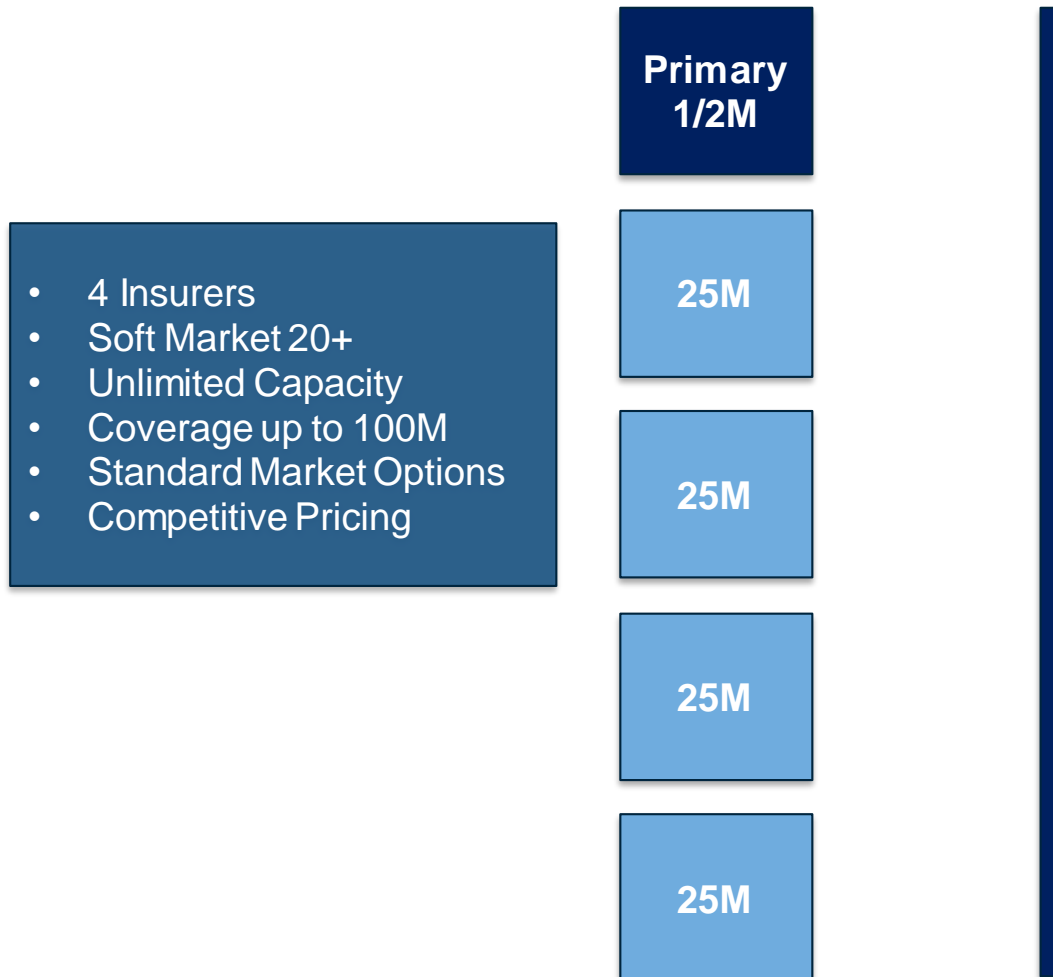 Primary
1/2M
• 4 Insurers
• Soft Market 20+
• Unlimited Capacity
• Coverage up to 100M
• Standard Market Options
• Competitive Pricing
25M
25M
25M
25M